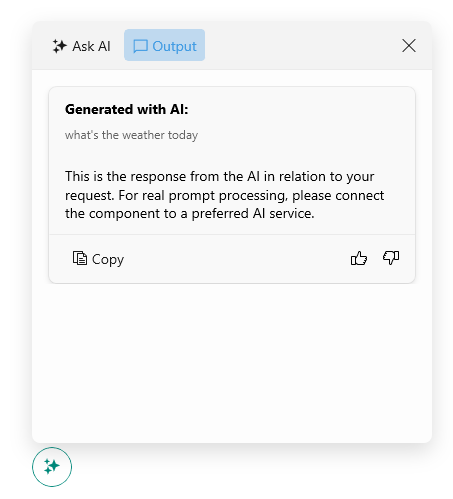 Ask AI
Output
Generated with AI:
what's the weather today
This is the response from the AI in relation to your
request. For real prompt processing, please connect
the component to a preferred AI service.
Copy